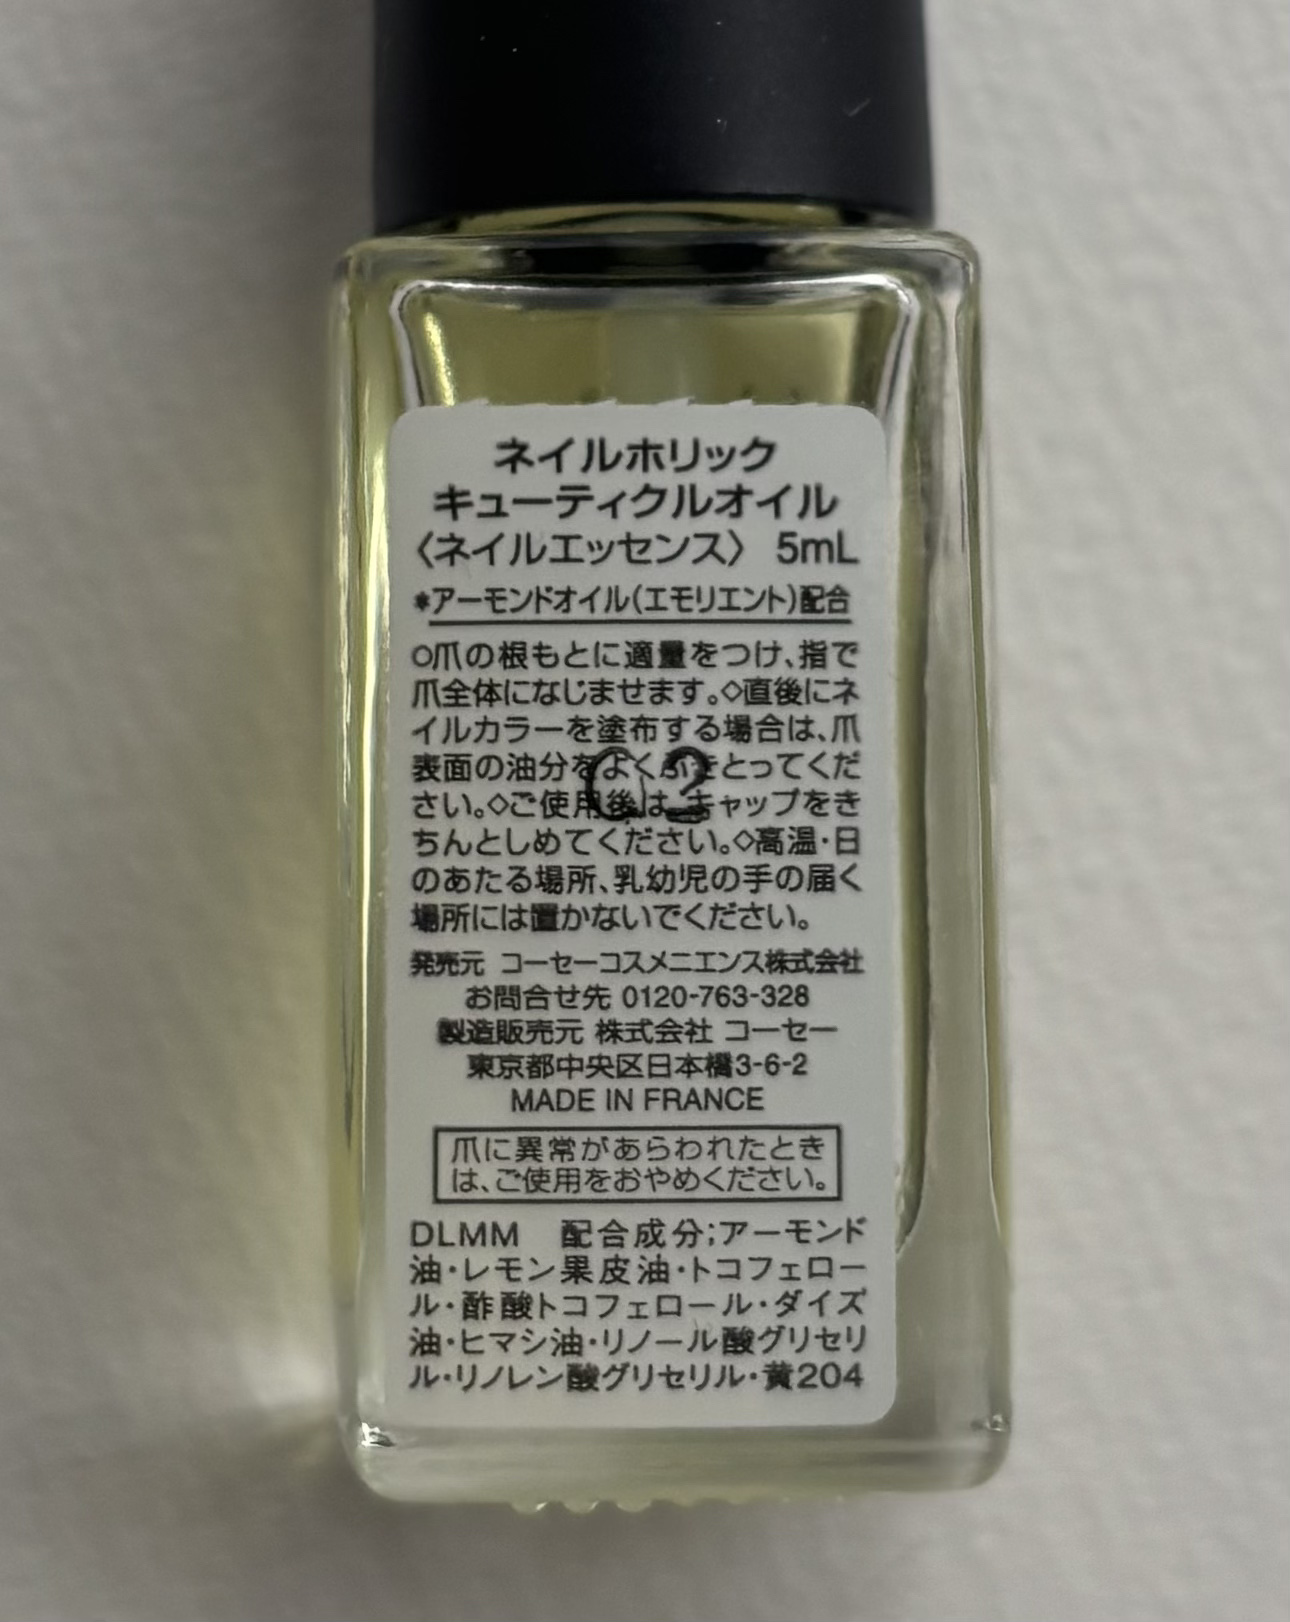 ネイルホリック
キューティクルオイル
〈ネイルエッセンス〉 5mL
*アーモンドオイル(エモリエント)配合
○爪の根もとに適量をつけ、指で
爪全体になじませます。◇直後にネ
イルカラーを塗布する場合は、爪
表面の油分をよくふきとってくだ
さい。◇ご使用後は、キャップをき
ちんとしめてください。◇高温・日
のあたる場所、乳幼児の手の届く
場所には置かないでください。
発売元 コーセーコスメニエンス株式会社
お問合せ先 0120-763-328
製造販売元 株式会社 コーセー
東京都中央区日本橋3-6-2
MADE IN FRANCE
爪に異常があらわれたとき
は、ご使用をおやめください。
DLMM 配合成分;アーモンド
油・レモン果皮油・トコフェロー
ル・酢酸トコフェロール・ダイズ
油・ヒマシ油・リノール酸グリセリ
ル・リノレン酸グリセリル・黄204